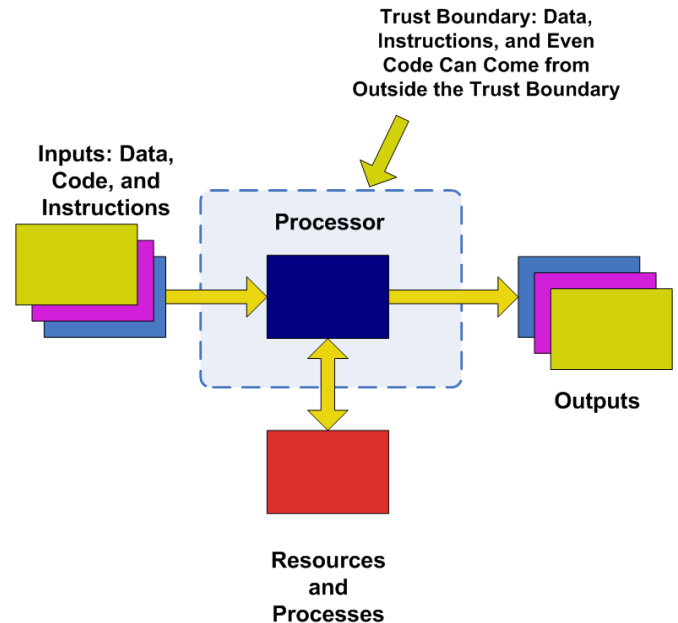 Trust Boundary: Data,
Instructions, and Even
Code Can Come from
Outside the Trust Boundary
Inputs: Data,
Code, and
Instructions
Processor
Outputs
Resources
and
Processes